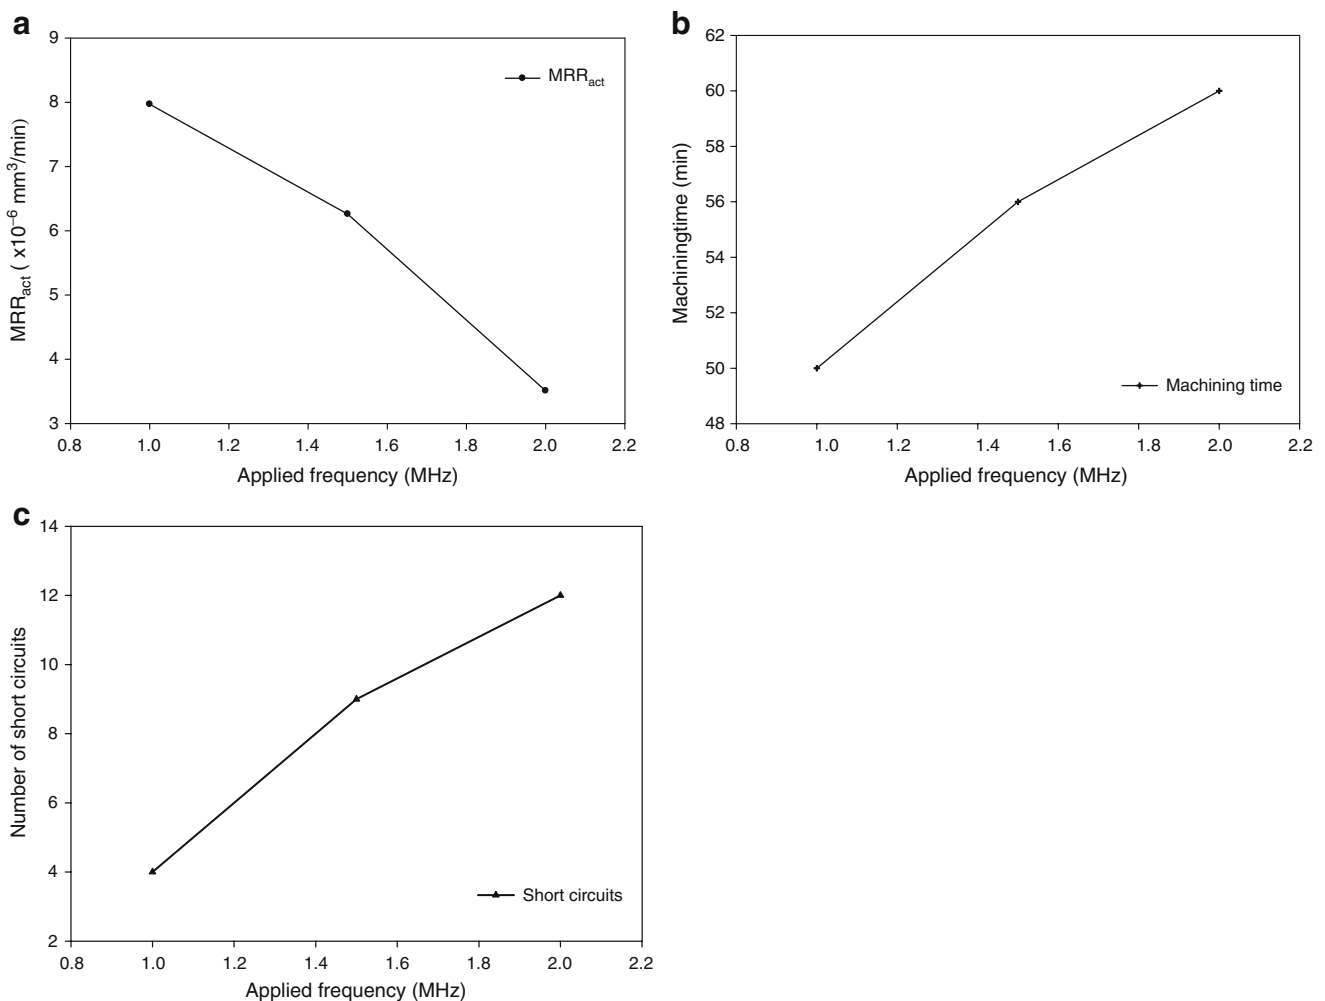 a
9
8
7
6
5
4
3
MRR_act ( x10⁻⁶ mm³/min)
MRR_act
0.8 1.0 1.2 1.4 1.6 1.8 2.0 2.2
Applied frequency (MHz)
b
62
60
58
56
54
52
50
48
Machiningtime (min)
Machining time
0.8 1.0 1.2 1.4 1.6 1.8 2.0 2.2
Applied frequency (MHz)
c
14
12
10
8
6
4
2
Number of short circuits
Short circuits
0.8 1.0 1.2 1.4 1.6 1.8 2.0 2.2
Applied frequency (MHz)